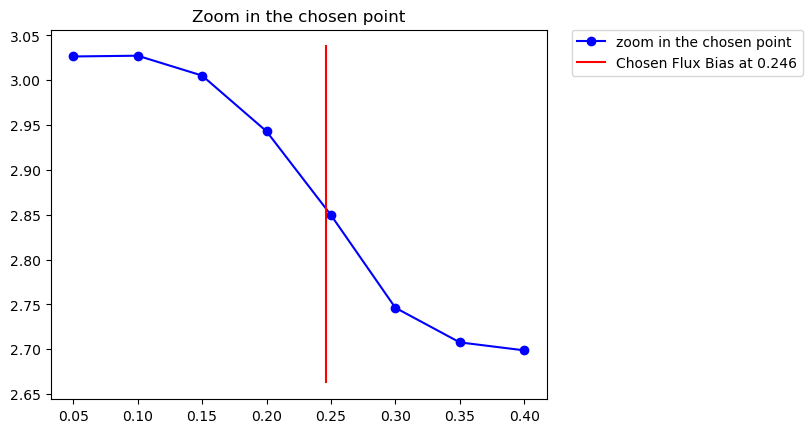 Zoom in the chosen point
zoom in the chosen point
Chosen Flux Bias at 0.246
3.05
3.00
2.95
2.90
2.85
2.80
2.75
2.70
2.65
0.05 0.10 0.15 0.20 0.25 0.30 0.35 0.40